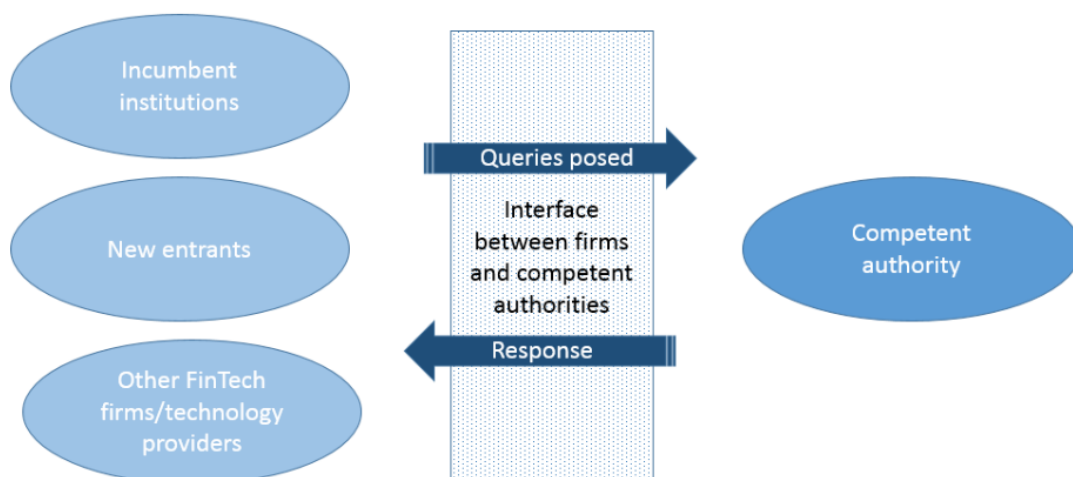 Incumbent
institutions
New entrants
Other FinTech
firms/technology
providers
Queries posed
Interface
between firms
and competent
authorities
Response
Competent
authority